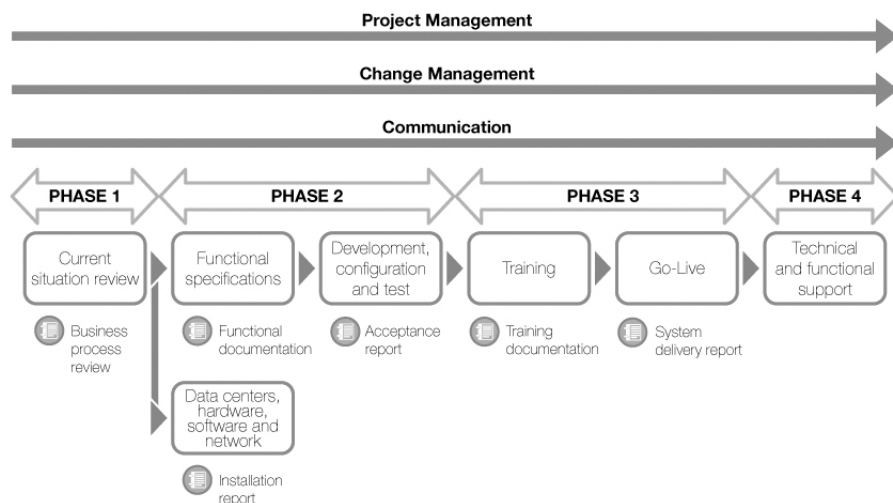 Project Management
Change Management
Communication
PHASE 1
PHASE 2
PHASE 3
PHASE 4
Current
situation review
Functional
specifications
Development,
configuration
and test
Training
Go-Live
Technical
and functional
support
Business
process
review
Functional
documentation
Acceptance
report
Training
documentation
System
delivery report
Data centers,
hardware,
software and
network
Installation
report